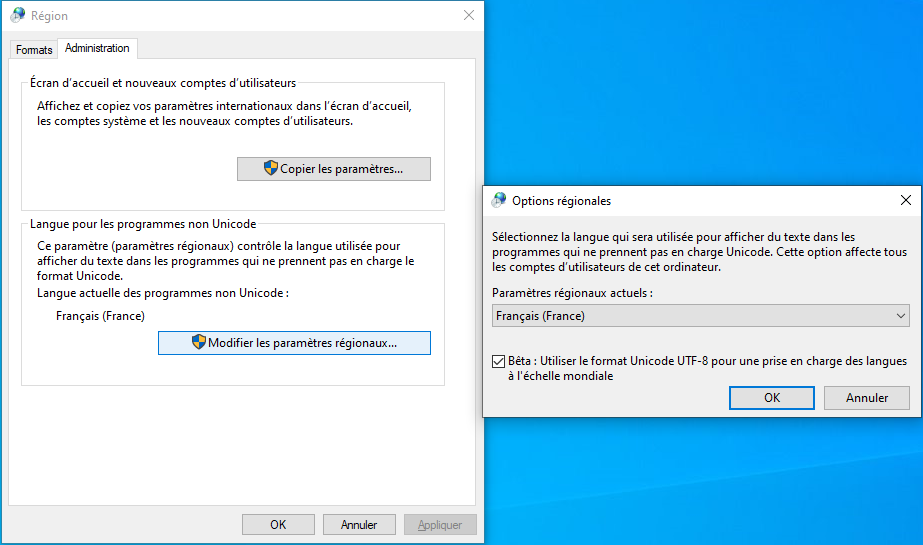 Région
Formats
Administration
Écran d'accueil et nouveaux comptes d'utilisateurs
Affichez et copiez vos paramètres internationaux dans l'écran d'accueil,
les comptes système et les nouveaux comptes d'utilisateurs.
Copier les paramètres...
Langue pour les programmes non Unicode
Ce paramètre (paramètres régionaux) contrôle la langue utilisée pour
afficher du texte dans les programmes qui ne prennent pas en charge le
format Unicode.
Langue actuelle des programmes non Unicode :
Français (France)
Modifier les paramètres régionaux...
OK
Annuler
Appliquer
Options régionales
Sélectionnez la langue qui sera utilisée pour afficher du texte dans les
programmes qui ne prennent pas en charge Unicode. Cette option affecte tous
les comptes d'utilisateurs de cet ordinateur.
Paramètres régionaux actuels :
Français (France)
Bêta : Utiliser le format Unicode UTF-8 pour une prise en charge des langues
à l'échelle mondiale
OK
Annuler